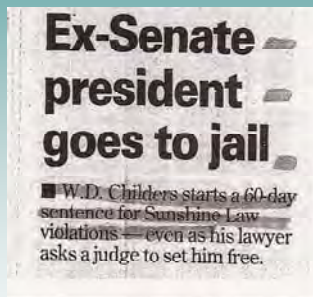 Ex-Senate
president
goes to jail
■ W.D. Childers starts a 60-day
sentence for Sunshine Law
violations — even as his lawyer
asks a judge to set him free.